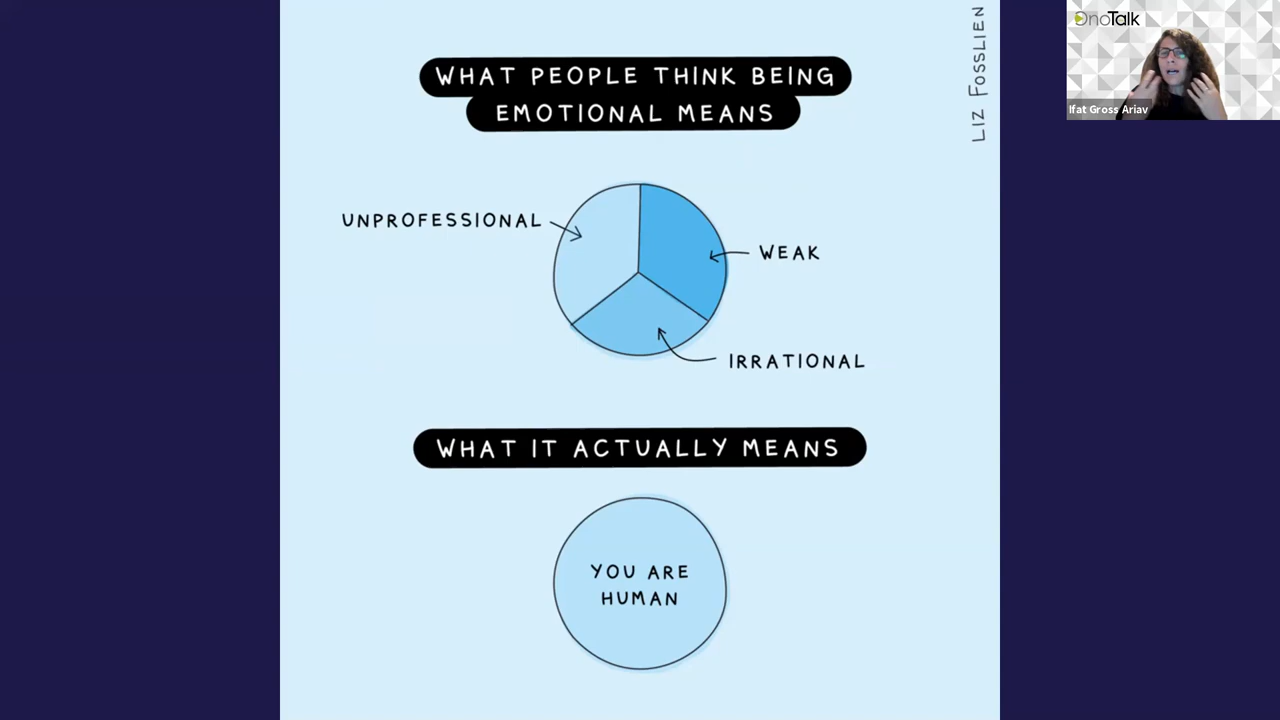 WHAT PEOPLE THINK BEING
EMOTIONAL MEANS
LIZ FOSSLIEN
UNPROFESSIONAL
WEAK
IRRATIONAL
WHAT IT ACTUALLY MEANS
YOU ARE
HUMAN
OnoTalk
Ifat Gross Ariav